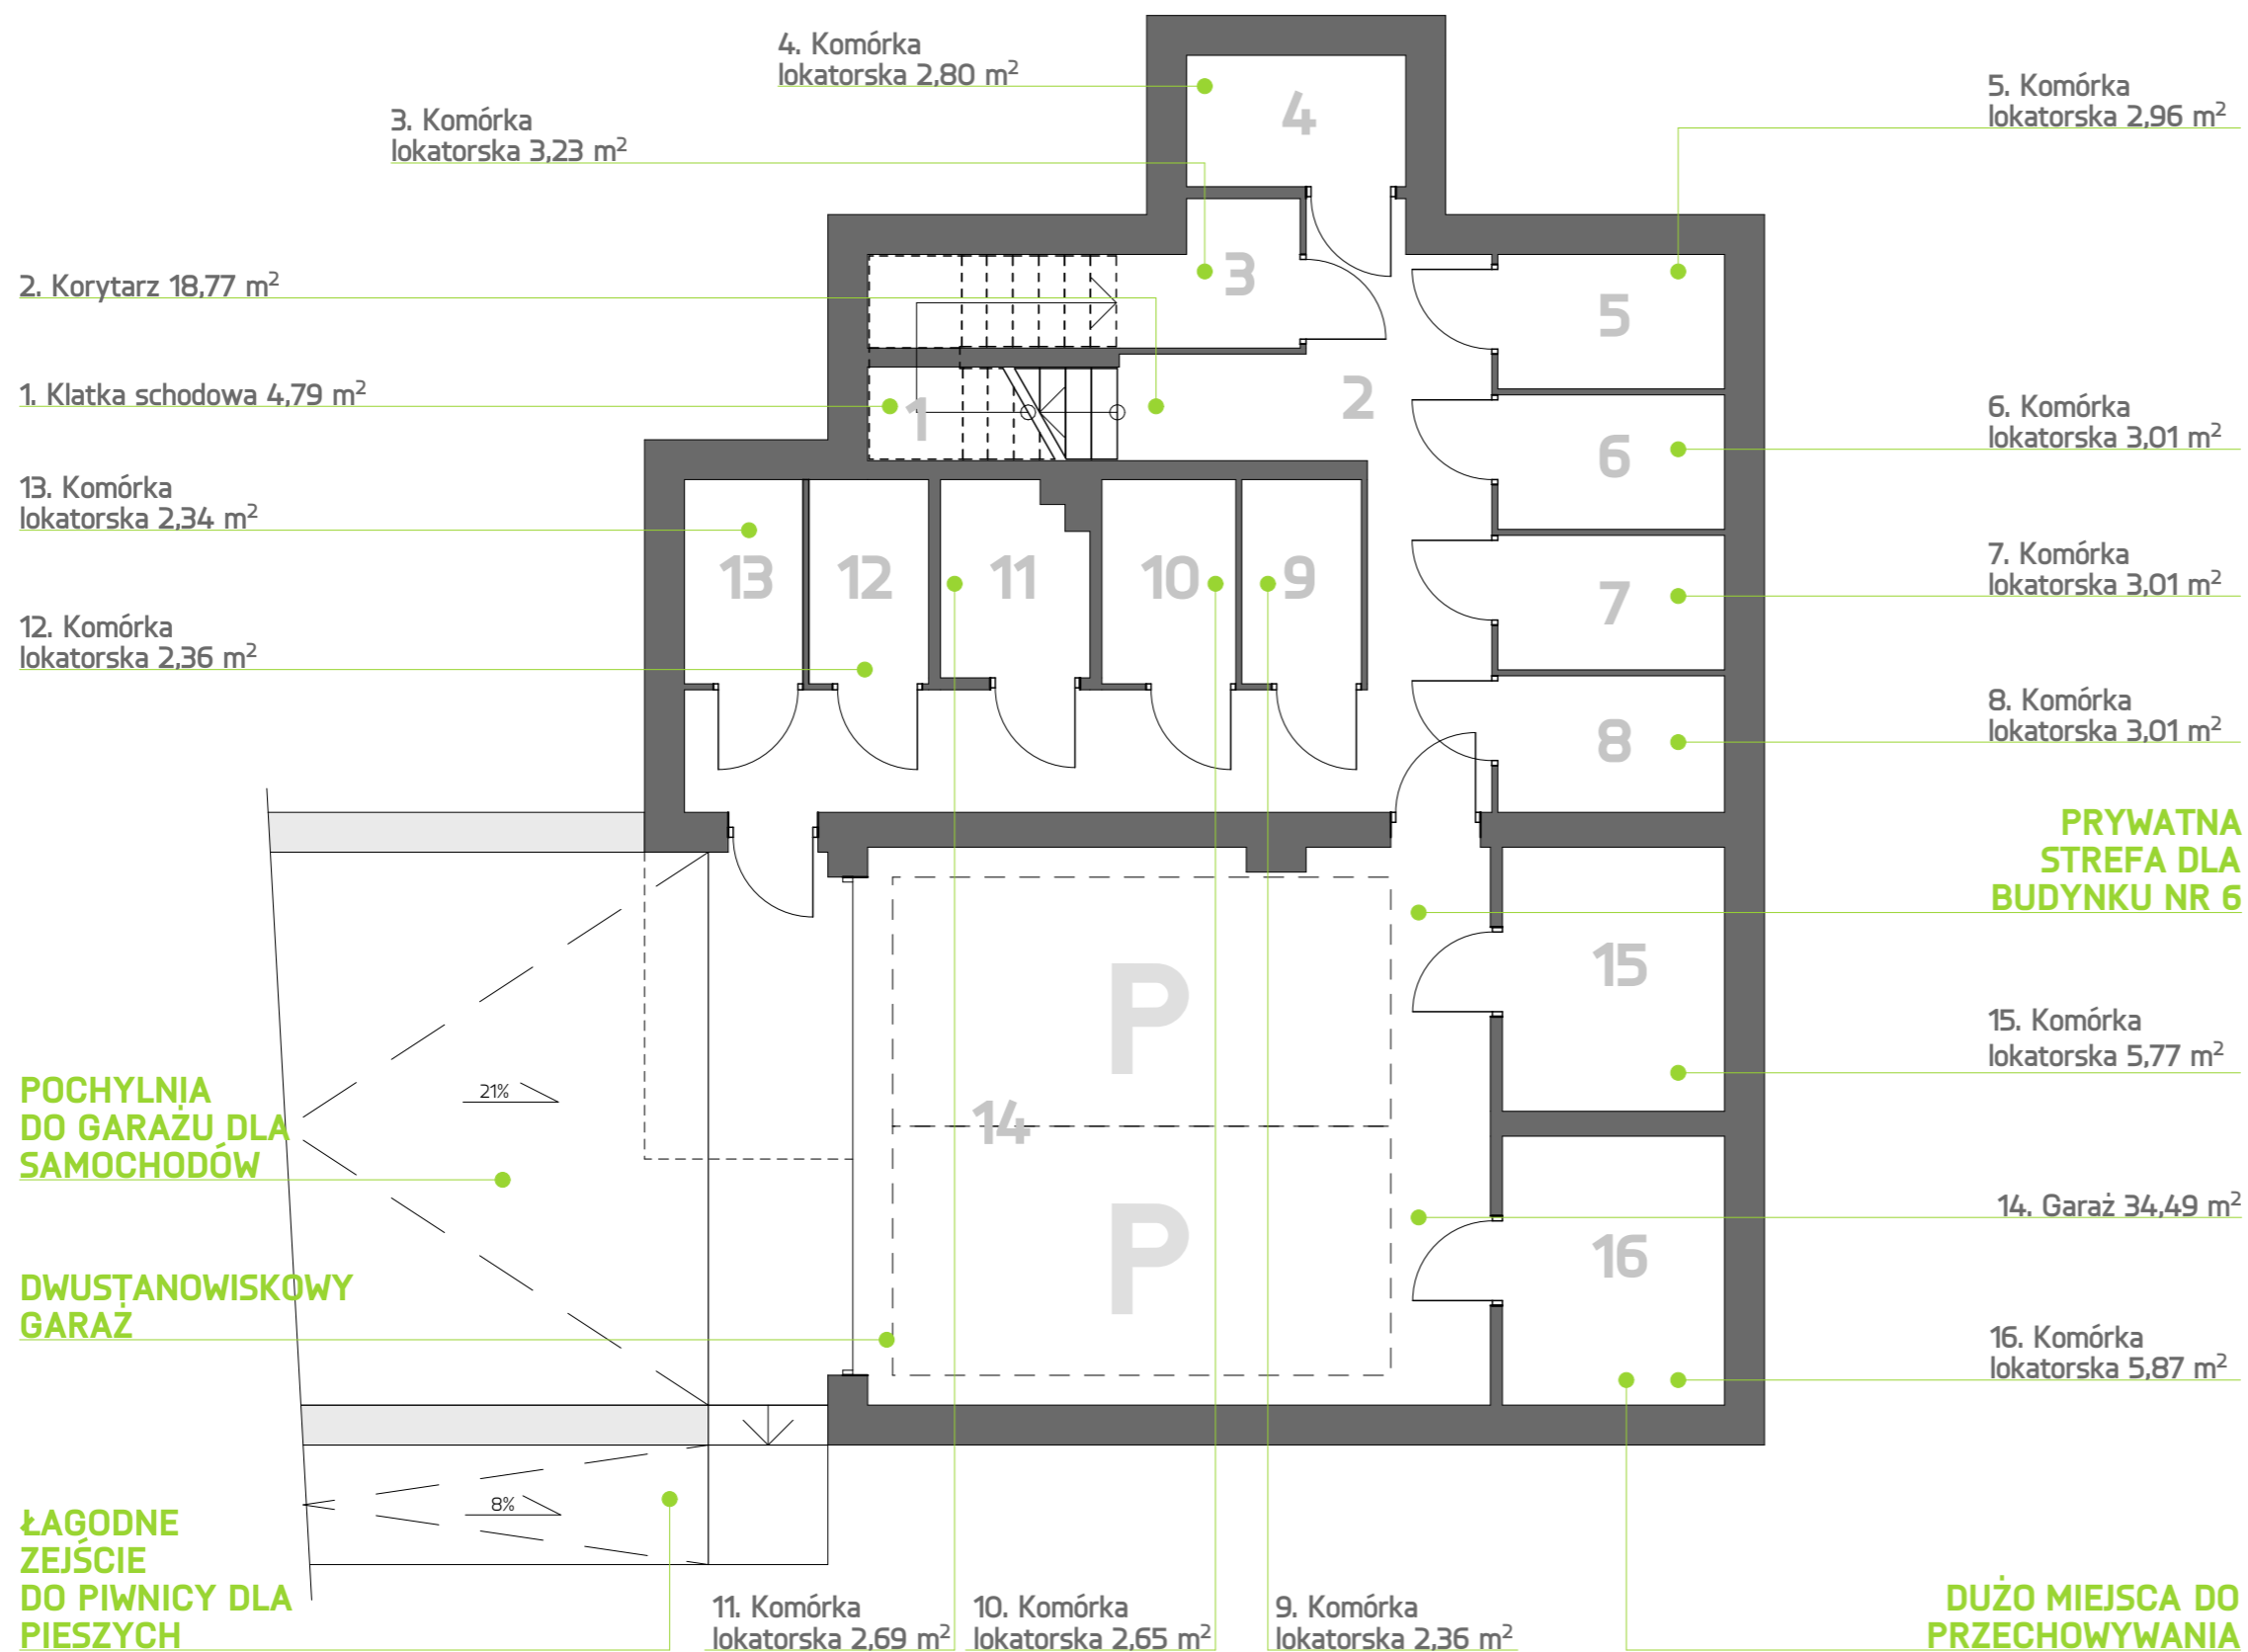 4. Komórka
lokatorska 2,80 m²
3. Komórka
lokatorska 3,23 m²
5. Komórka
lokatorska 2,96 m²
2. Korytarz 18,77 m²
1. Klatka schodowa 4,79 m²
6. Komórka
lokatorska 3,01 m²
13. Komórka
lokatorska 2,34 m²
7. Komórka
lokatorska 3,01 m²
12. Komórka
lokatorska 2,36 m²
8. Komórka
lokatorska 3,01 m²
4
3
5
2
1
6
13
12
11
10
9
7
8
PRYWATNA
STREFA DLA
BUDYNKU NR 6
P
15
15. Komórka
lokatorska 5,77 m²
POCHYLNIA
DO GARAŻU DLA
SAMOCHODÓW
21%
14
14. Garaż 34,49 m²
P
16
DWUSTANOWISKOWY
GARAŻ
16. Komórka
lokatorska 5,87 m²
8%
ŁAGODNE
ZEJŚCIE
DO PIWNICY DLA
PIESZYCH
11. Komórka
lokatorska 2,69 m²
10. Komórka
lokatorska 2,65 m²
9. Komórka
lokatorska 2,36 m²
DUŻO MIEJSCA DO
PRZECHOWYWANIA